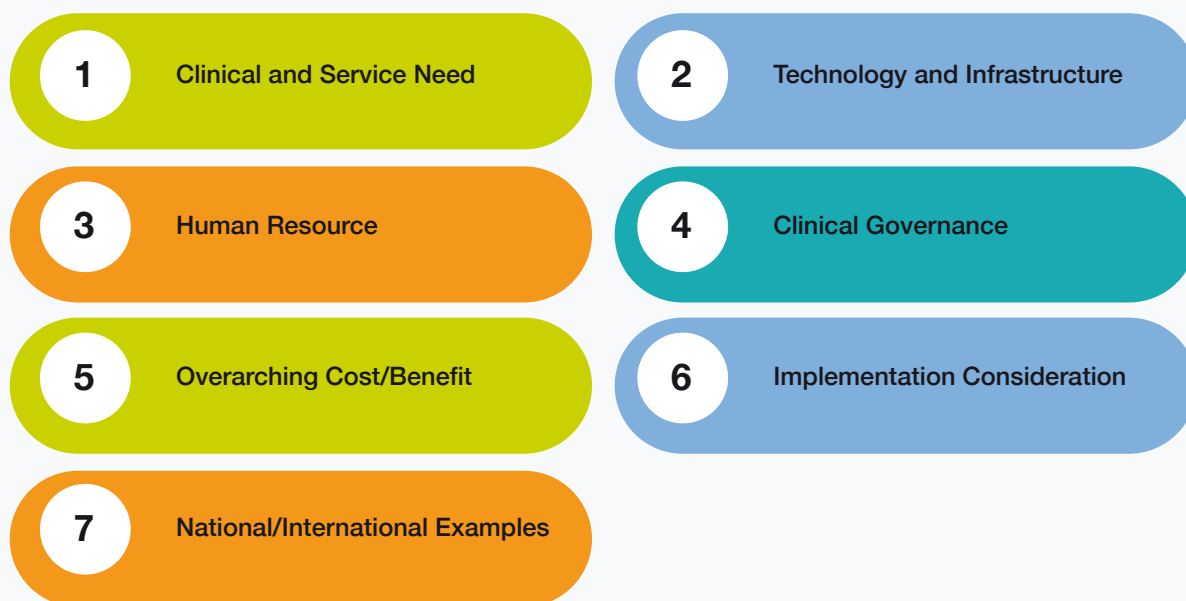 1
Clinical and Service Need
2
Technology and Infrastructure
3
Human Resource
4
Clinical Governance
5
Overarching Cost/Benefit
6
Implementation Consideration
7
National/International Examples